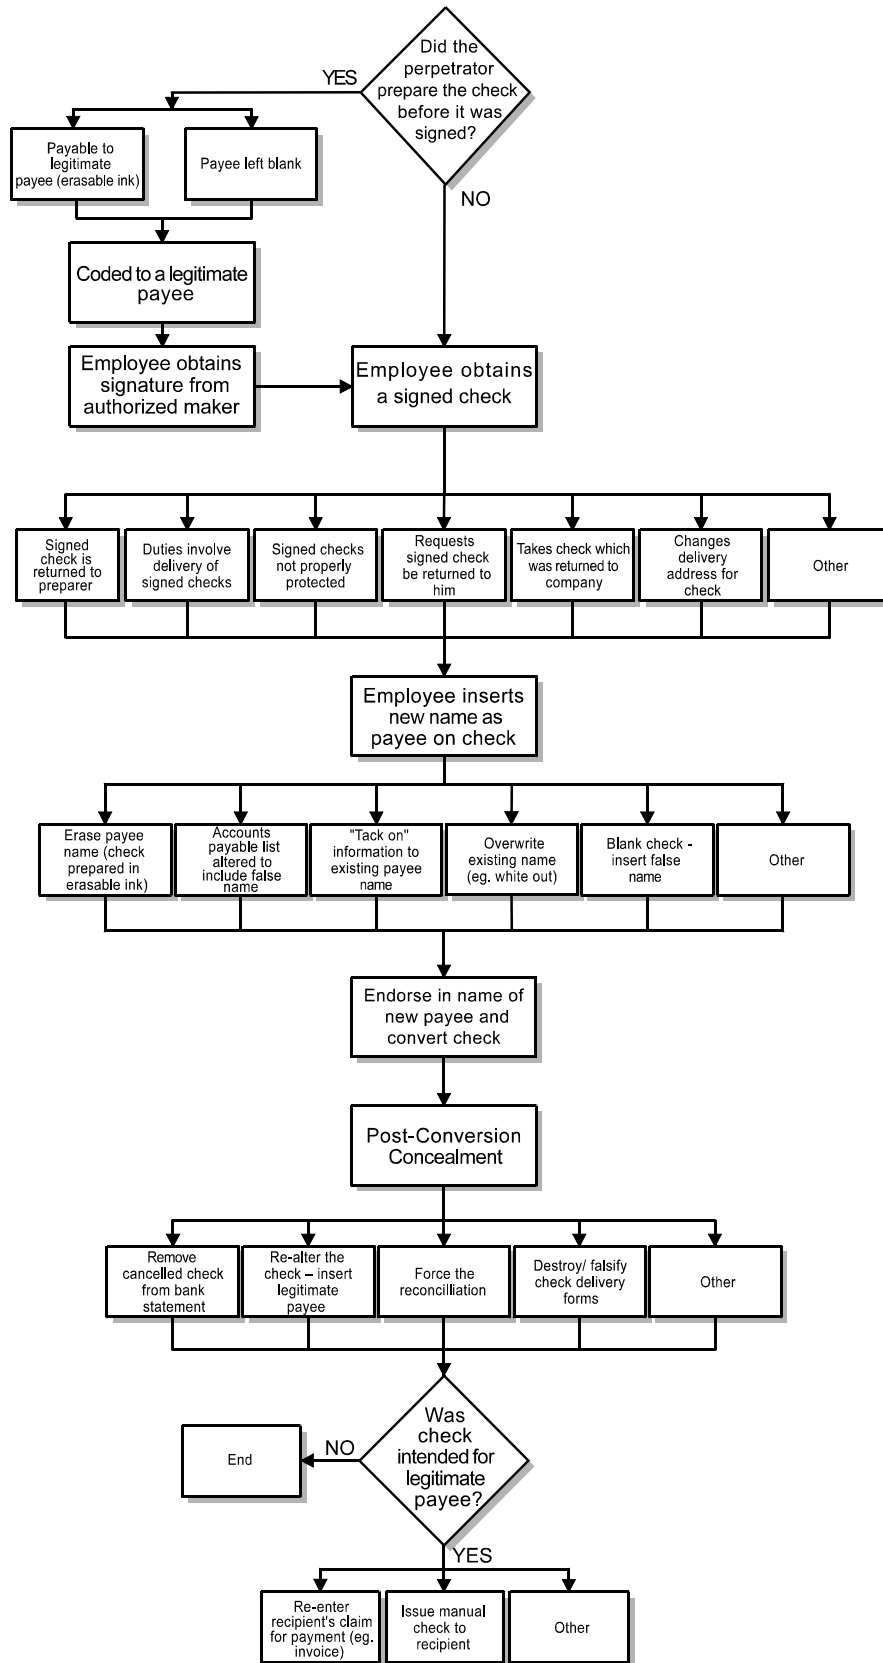 Did the
perpetrator
prepare the check
before it was
signed?
YES
NO
Payable to
legitimate
payee (erasable ink)
Payee left blank
Coded to a legitimate
payee
Employee obtains
signature from
authorized maker
Employee obtains
a signed check
Signed
check is
returned to
preparer
Duties involve
delivery of
signed checks
Signed checks
not properly
protected
Requests
signed check
be returned to
him
Takes check which
was returned to
company
Changes
delivery
address for
check
Other
Employee inserts
new name as
payee on check
Erase payee
name (check
prepared in
erasable ink)
Accounts
payable list
altered to
include false
name
"Tack on"
information to
existing payee
name
Overwrite
existing name
(eg. white out)
Blank check -
insert false
name
Other
Endorse in name of
new payee and
convert check
Post-Conversion
Concealment
Remove
cancelled check
from bank
statement
Re-alter the
check – insert
legitimate
payee
Force the
reconcilliation
Destroy/ falsify
check delivery
forms
Other
Was
check
intended for
legitimate
payee?
NO
End
YES
Re-enter
recipient's claim
for payment (eg.
invoice)
Issue manual
check to
recipient
Other